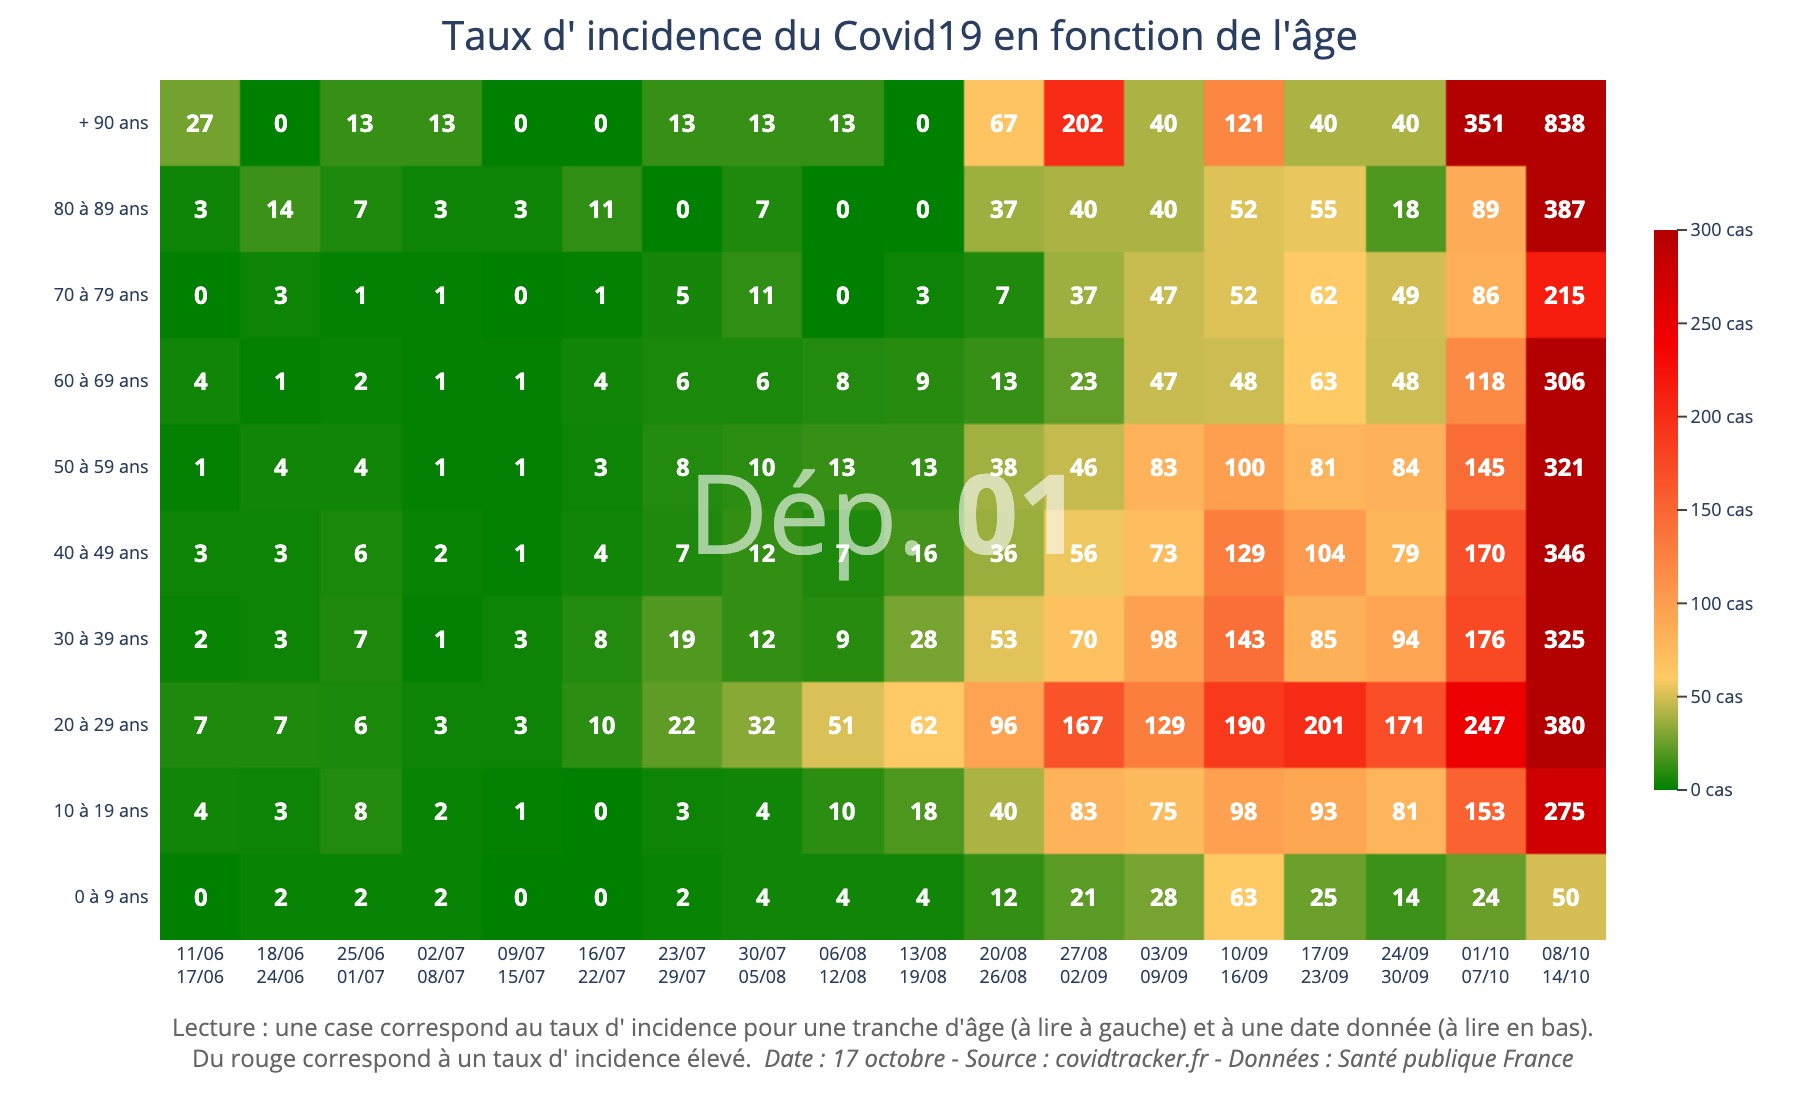 Taux d' incidence du Covid19 en fonction de l'âge
+ 90 ans 27 0 13 13 0 0 13 13 13 0 67 202 40 121 40 40 351 838
80 à 89 ans 3 14 7 3 3 11 0 7 0 0 37 40 40 52 55 18 89 387
300 cas
70 à 79 ans 0 3 1 1 0 1 5 11 0 3 7 37 47 52 62 49 86 215
250 cas
60 à 69 ans 4 1 2 1 1 4 6 6 8 9 13 23 47 48 63 48 118 306
200 cas
50 à 59 ans 1 4 4 1 1 3 8 10 13 13 38 46 83 100 81 84 145 321
Dép. 01
150 cas
40 à 49 ans 3 3 6 2 1 4 7 12 7 16 36 56 73 129 104 79 170 346
100 cas
30 à 39 ans 2 3 7 1 3 8 19 12 9 28 53 70 98 143 85 94 176 325
50 cas
20 à 29 ans 7 7 6 3 3 10 22 32 51 62 96 167 129 190 201 171 247 380
0 cas
10 à 19 ans 4 3 8 2 1 0 3 4 10 18 40 83 75 98 93 81 153 275
0 à 9 ans 0 2 2 2 0 0 2 4 4 4 12 21 28 63 25 14 24 50
11/06 18/06 25/06 02/07 09/07 16/07 23/07 30/07 06/08 13/08 20/08 27/08 03/09 10/09 17/09 24/09 01/10 08/10
17/06 24/06 01/07 08/07 15/07 22/07 29/07 05/08 12/08 19/08 26/08 02/09 09/09 16/09 23/09 30/09 07/10 14/10
Lecture : une case correspond au taux d' incidence pour une tranche d'âge (à lire à gauche) et à une date donnée (à lire en bas).
Du rouge correspond à un taux d' incidence élevé. Date : 17 octobre - Source : covidtracker.fr - Données : Santé publique France